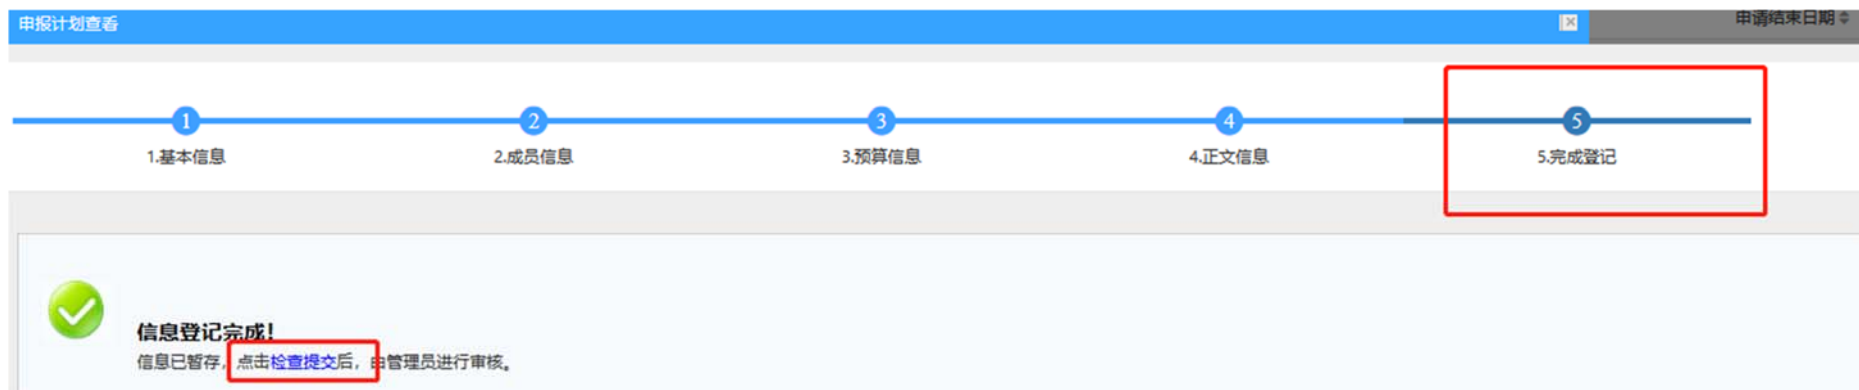 申报计划查看
申请结束日期
1 2 3 4 5
1.基本信息 2.成员信息 3.预算信息 4.正文信息 5.完成登记
信息登记完成！
信息已暂存，点击检查提交后，由管理员进行审核。